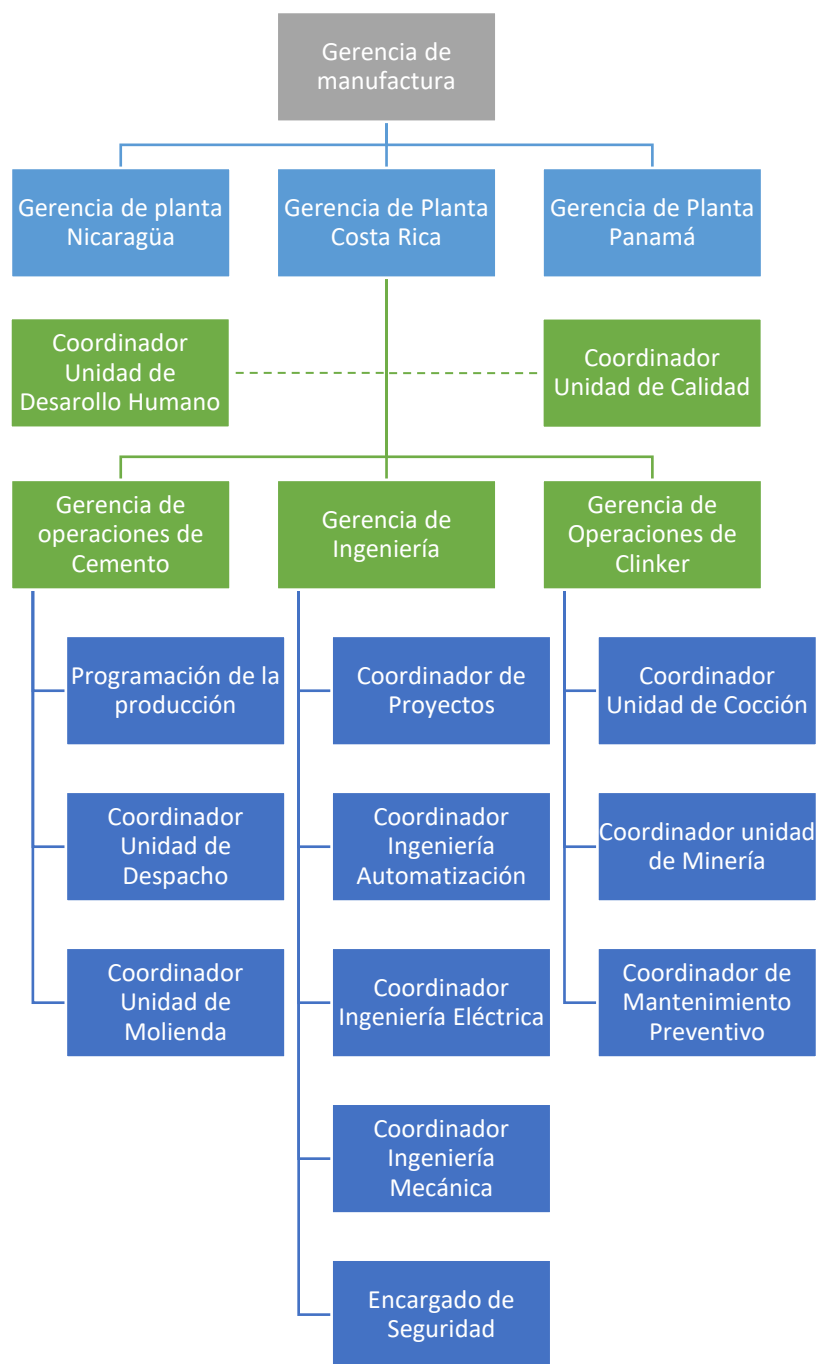 Gerencia de
manufactura
Gerencia de planta
Nicaragüa
Gerencia de Planta
Costa Rica
Gerencia de Planta
Panamá
Coordinador
Unidad de
Desarollo Humano
Coordinador
Unidad de Calidad
Gerencia de
operaciones de
Cemento
Gerencia de
Ingeniería
Gerencia de
Operaciones de
Clinker
Programación de la
producción
Coordinador
Unidad de
Despacho
Coordinador
Unidad de
Molienda
Coordinador de
Proyectos
Coordinador
Ingeniería
Automatización
Coordinador
Ingeniería Eléctrica
Coordinador
Ingeniería
Mecánica
Encargado de
Seguridad
Coordinador
Unidad de Cocción
Coordinador unidad
de Minería
Coordinador de
Mantenimiento
Preventivo